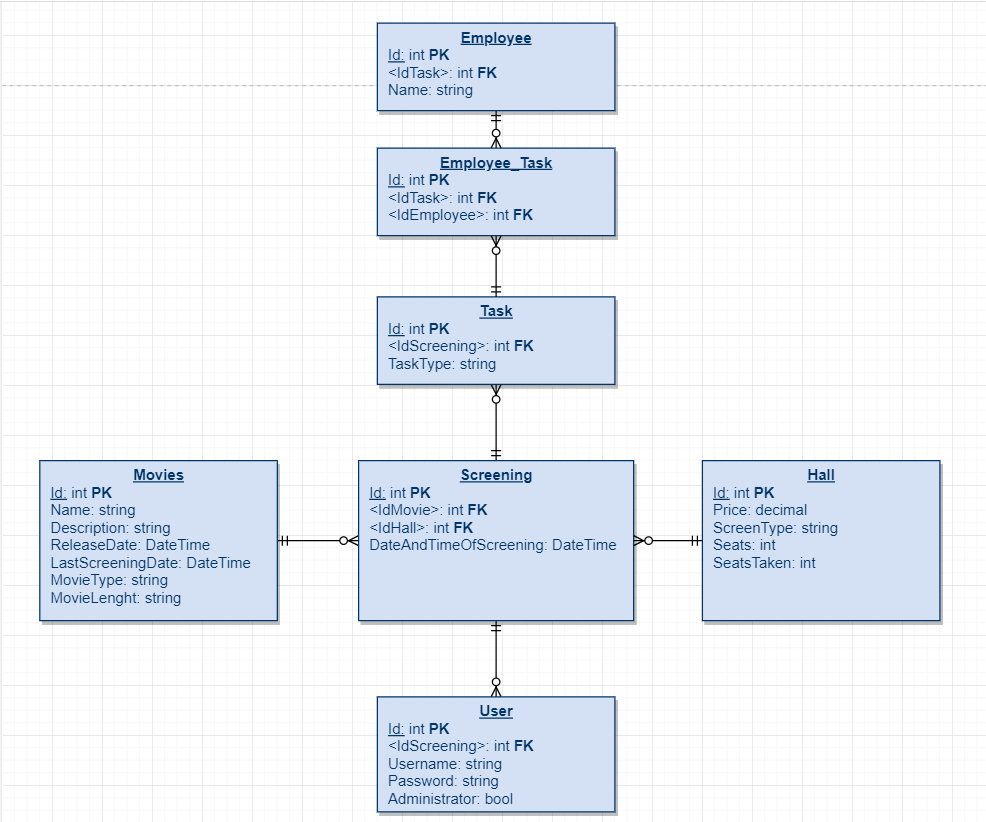 Employee
Id: int PK
<IdTask>: int FK
Name: string
Employee_Task
Id: int PK
<IdTask>: int FK
<IdEmployee>: int FK
Task
Id: int PK
<IdScreening>: int FK
TaskType: string
Movies
Id: int PK
Name: string
Description: string
ReleaseDate: DateTime
LastScreeningDate: DateTime
MovieType: string
MovieLenght: string
Screening
Id: int PK
<IdMovie>: int FK
<IdHall>: int FK
DateAndTimeOfScreening: DateTime
Hall
Id: int PK
Price: decimal
ScreenType: string
Seats: int
SeatsTaken: int
User
Id: int PK
<IdScreening>: int FK
Username: string
Password: string
Administrator: bool